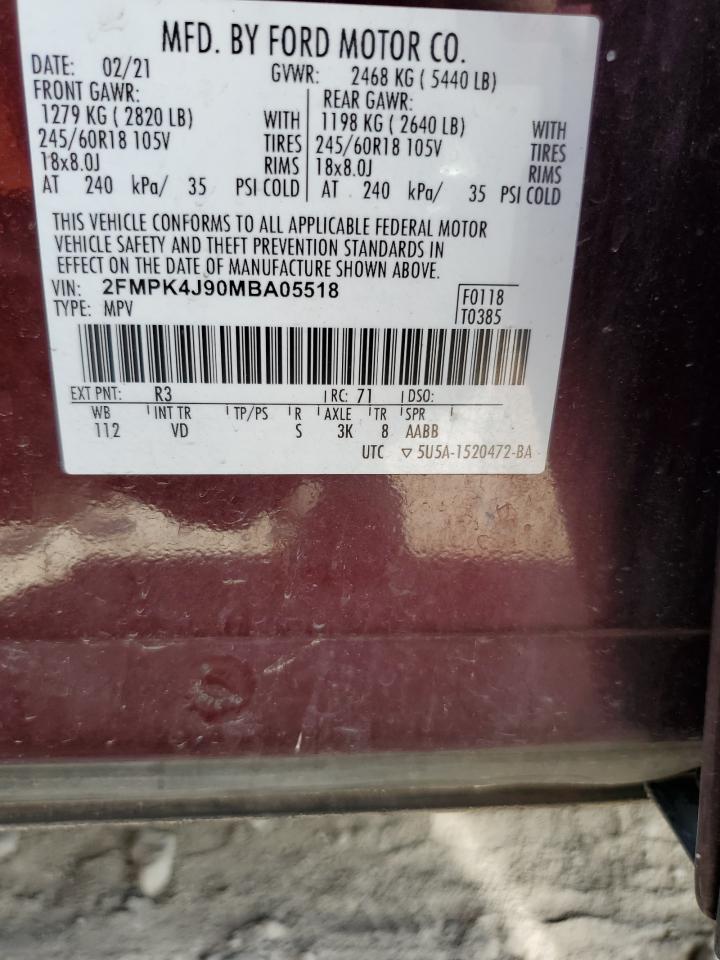 MFD. BY FORD MOTOR CO.
DATE: 02/21 GVWR: 2468 KG ( 5440 LB)
FRONT GAWR: REAR GAWR:
1279 KG ( 2820 LB) WITH 1198 KG ( 2640 LB) WITH
245/60R18 105V TIRES 245/60R18 105V TIRES
18x8.0J RIMS 18x8.0J RIMS
AT 240 kPa/ 35 PSI COLD AT 240 kPa/ 35 PSI COLD
THIS VEHICLE CONFORMS TO ALL APPLICABLE FEDERAL MOTOR
VEHICLE SAFETY AND THEFT PREVENTION STANDARDS IN
EFFECT ON THE DATE OF MANUFACTURE SHOWN ABOVE.
VIN: 2FMPK4J90MBA05518 F0118
TYPE: MPV T0385
EXT PNT: R3 RC: 71 DSO:
WB INT TR TP/PS R AXLE TR SPR
112 VD S 3K 8 AABB
UTC ▽ 5U5A-1520472-BA